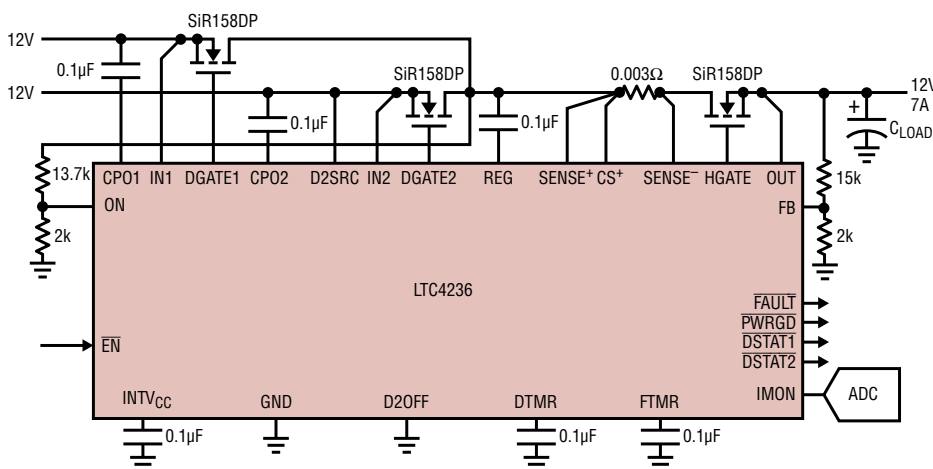 SiR158DP
12V
0.1µF
SiR158DP
0.003Ω
SiR158DP
12V
0.1µF
0.1µF
12\
7A
+
CLOAD
13.7k
CPO1 IN1 DGATE1 CPO2 D2SRC IN2 DGATE2 REG SENSE+ CS+ SENSE− HGATE OUT
15k
ON
FB
2k
2k
LTC4236
FAULT
PWRGD
DSTAT1
DSTAT2
EN
IMON
ADC
INTVCC
GND
D2OFF
DTMR
FTMR
0.1µF
0.1µF
0.1µF